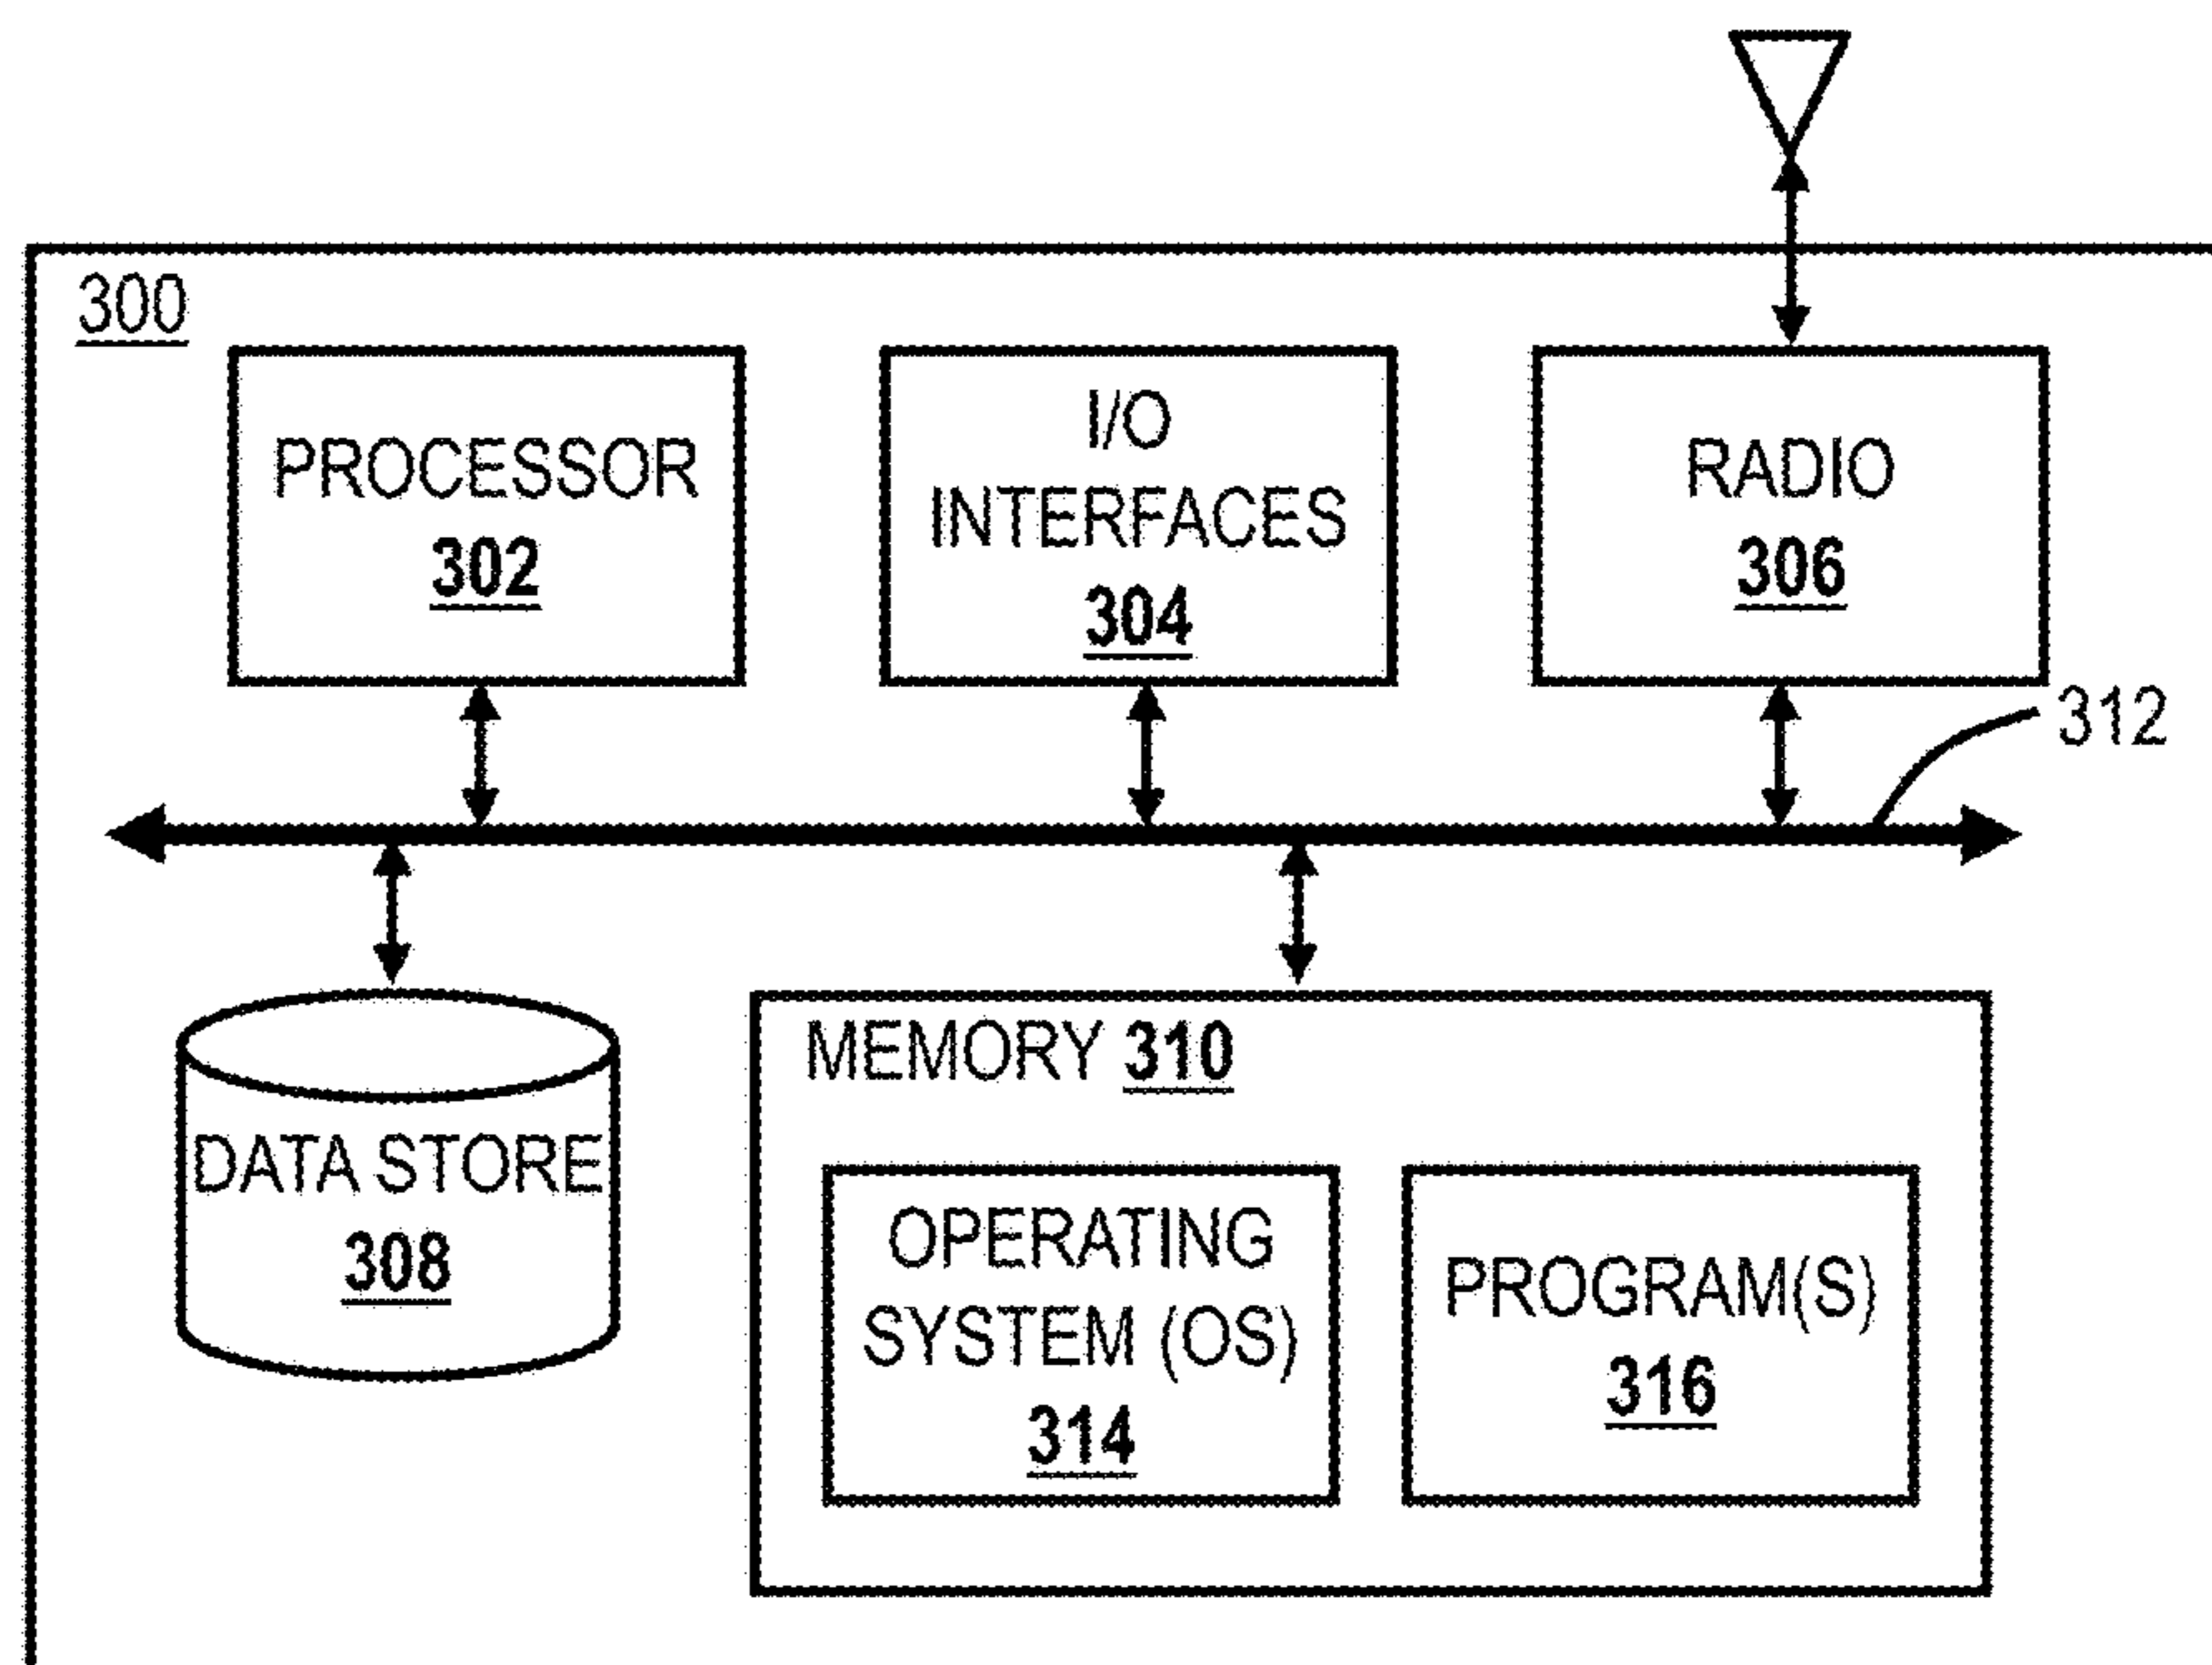 300
PROCESSOR
302
I/O
INTERFACES
304
RADIO
306
312
DATA STORE
308
MEMORY 310
OPERATING
SYSTEM (OS)
314
PROGRAM(S)
316